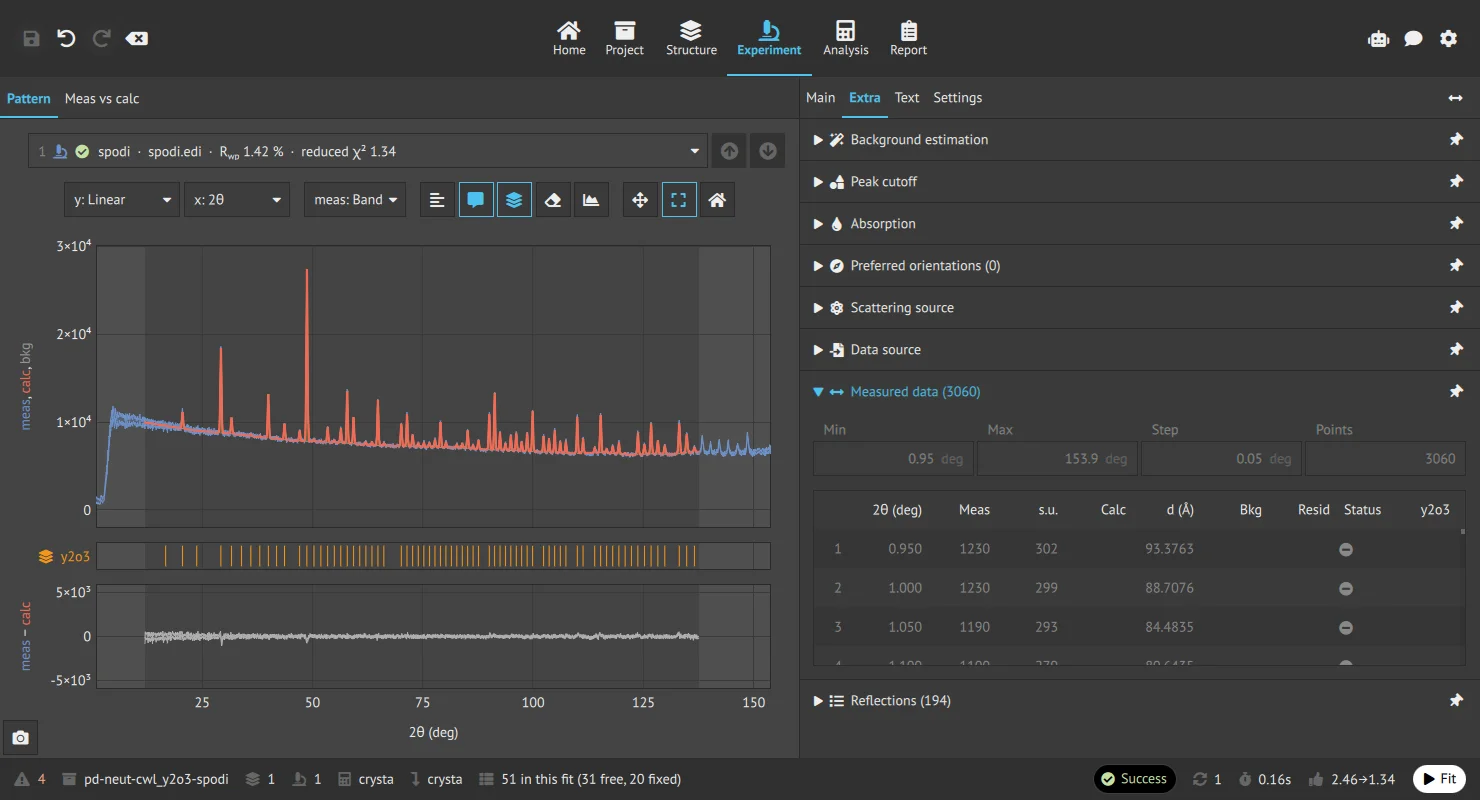 Home
Project
Structure
Experiment
Analysis
Report
Pattern
Meas vs calc
1 spodi · spodi.edi · Rwp 1.42 % · reduced χ² 1.34
y: Linear
x: 2θ
meas: Band
3×10⁴
2×10⁴
1×10⁴
0
meas, calc, bkg
y2o3
5×10³
0
-5×10³
meas − calc
25 50 75 100 125 150
2θ (deg)
Main Extra Text Settings
Background estimation
Peak cutoff
Absorption
Preferred orientations (0)
Scattering source
Data source
Measured data (3060)
Min Max Step Points
0.95 deg 153.9 deg 0.05 deg 3060
2θ (deg) Meas s.u. Calc d (Å) Bkg Resid Status y2o3
1 0.950 1230 302 93.3763
2 1.000 1230 299 88.7076
3 1.050 1190 293 84.4835
4 1.100 1100 279 80.6435
Reflections (194)
4 pd-neut-cwl_y2o3-spodi 1 1 crysta crysta 51 in this fit (31 free, 20 fixed)
Success 1 0.16s 2.46→1.34 Fit